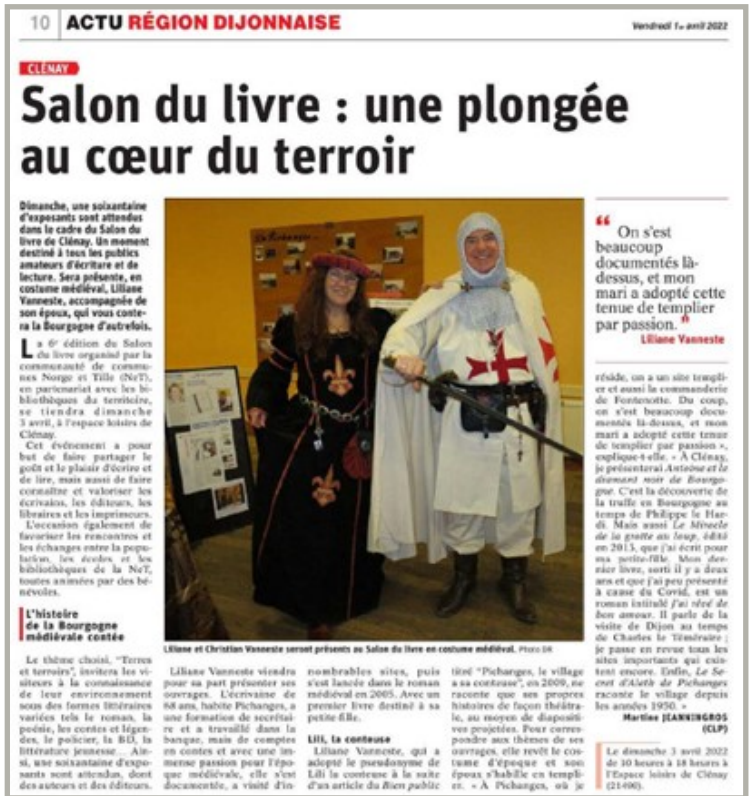 10 ACTU RÉGION DIJONNAISE
Vendredi 1er avril 2022
CLÉNAY
Salon du livre : une plongée
au cœur du terroir
Dimanche, une soixantaine
d'exposants sont attendus
dans le cadre du Salon du
livre de Clénay. Un moment
destiné à tous les publics
amateurs d'écriture et de
lecture. Sera présente, en
costume médiéval, Liliane
Vanneste, accompagnée de
son époux, qui vous conte-
ra la Bourgogne d'autrefois.
La 6e édition du Salon
du livre organisé par la
communauté de commu-
nes Norge et Tille (NeT),
en partenariat avec les bi-
bliothèques du territoire,
se tiendra dimanche
3 avril, à l'espace loisirs de
Clénay.
Cet événement a pour
but de faire partager le
goût et le plaisir d'écrire et
de lire, mais aussi de faire
connaître et valoriser les
écrivains, les éditeurs, les
libraires et les imprimeurs.
L'occasion également de
favoriser les rencontres et
les échanges entre la popu-
lation, les écoles et les
bibliothèques de la NeT,
toutes animées par des bé-
névoles.
L'histoire
de la Bourgogne
médiévale contée
Le thème choisi, "Terres
et terroirs", invitera les vi-
siteurs à la connaissance
de leur environnement
sous des formes littéraires
variées tels le roman, la
poésie, les contes et légen-
des, le policier, la BD, la
littérature jeunesse... Ain-
si, une soixantaine d'expo-
sants sont attendus, dont
des auteurs et des éditeurs.
Liliane et Christian Vanneste seront présents au Salon du livre en costume médiéval. Photo DR
Liliane Vanneste viendra
pour sa part présenter ses
ouvrages. L'écrivaine de
68 ans, habite Pichanges, a
une formation de secrétai-
re et a travaillé dans la
banque, mais de comptes
en contes et avec une im-
mense passion pour l'épo-
que médiévale, elle s'est
documentée, a visité d'in-
nombrables sites, puis
s'est lancée dans le roman
médiéval en 2005. Avec un
premier livre destiné à sa
petite fille.
Lili, la conteuse
Liliane Vanneste, qui a
adopté le pseudonyme de
Lili la conteuse à la suite
d'un article du Bien public
titré "Pichanges, le village
a sa conteuse", en 2009, ne
raconte que ses propres
histoires de façon théâtra-
le, au moyen de diapositi-
ves projetées. Pour corres-
pondre aux thèmes de ses
ouvrages, elle revêt le cos-
tume d'époque et son
époux s'habille en templi-
er. « À Pichanges, où je
“ On s'est
beaucoup
documentés là-
dessus, et mon
mari a adopté cette
tenue de templier
par passion. ”
Liliane Vanneste
réside, on a un site templi-
er et aussi la commanderie
de Fontenotte. Du coup,
on s'est beaucoup docu-
mentés là-dessus, et mon
mari a adopté cette tenue
de templier par passion »,
explique-t-elle. « À Clénay,
je présenterai Antoine et le
diamant noir de Bourgo-
gne. C'est la découverte de
la truffe en Bourgogne au
temps de Philippe le Har-
di. Mais aussi Le Miracle
de la grotte au loup, édité
en 2013, que j'ai écrit pour
ma petite-fille. Mon der-
nier livre, sorti il y a deux
ans et que j'ai peu présenté
à cause du Covid, est un
roman intitulé J'ai rêvé de
bon amour. Il parle de la
visite de Dijon au temps
de Charles le Téméraire ;
je passe en revue tous les
sites importants qui exis-
tent encore. Enfin, Le Se-
cret d'Aleth de Pichanges
raconte le village depuis
les années 1950. »
Martine JEANNINGROS
(CLP)
Le dimanche 3 avril 2022
de 10 heures à 18 heures à
l'Espace loisirs de Clénay
(21490).